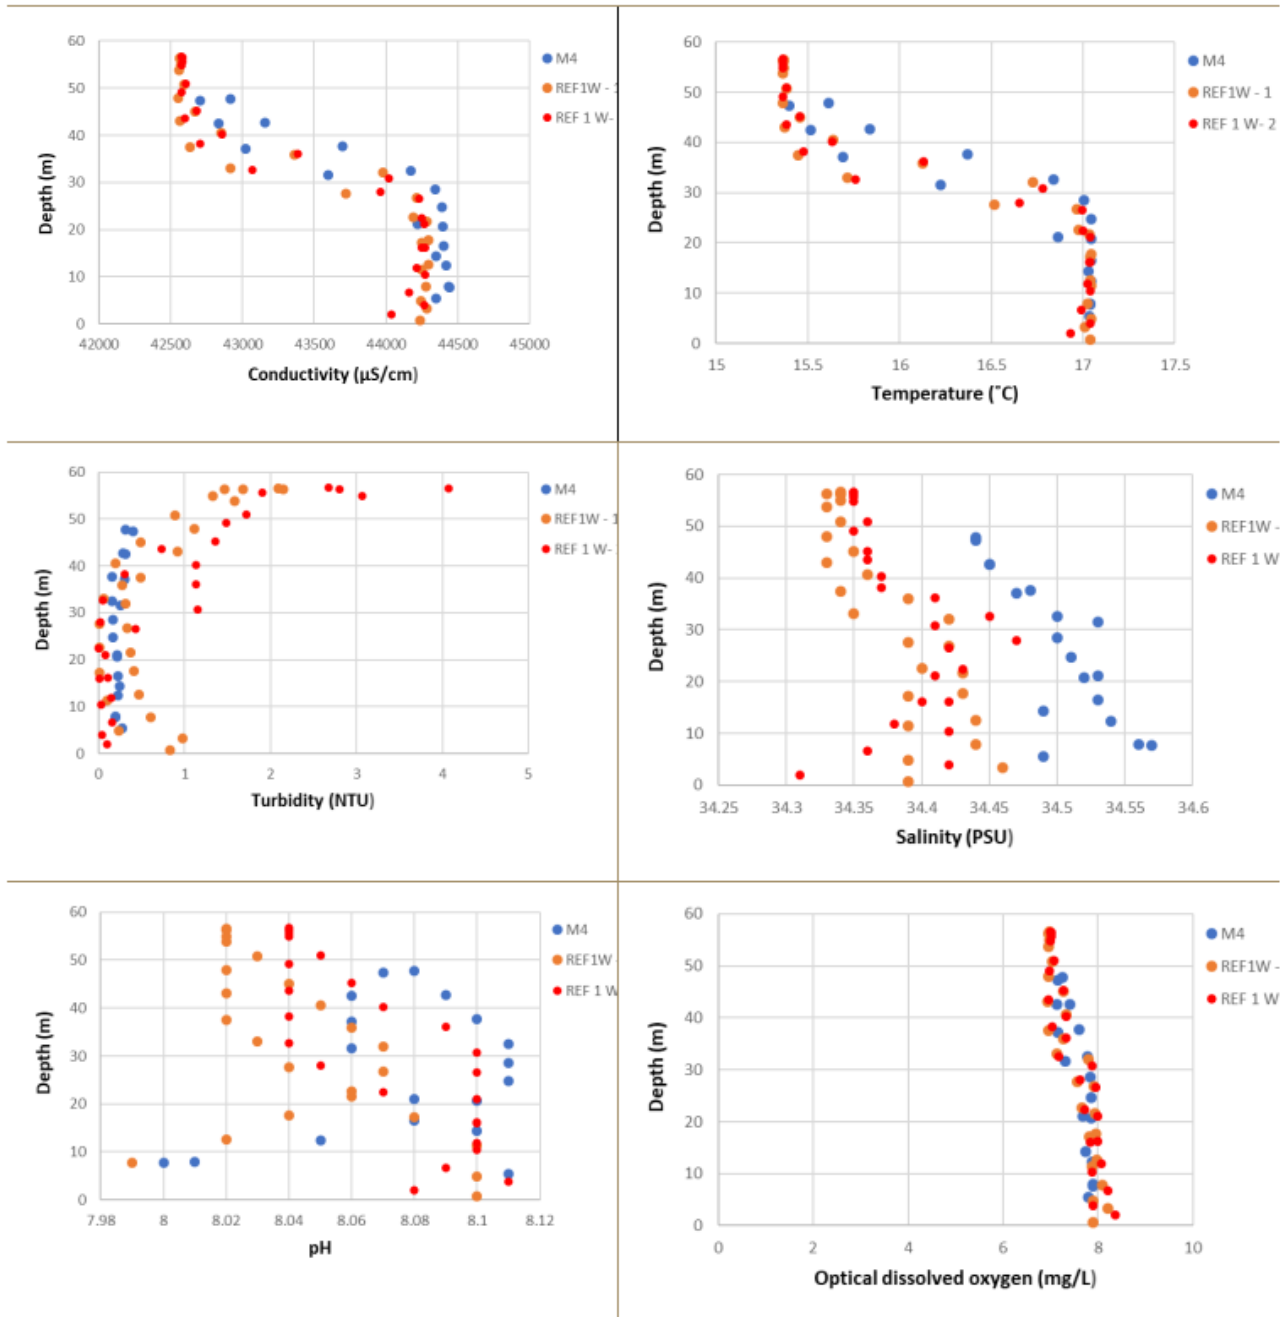 60
50
40
30
20
10
0
Depth (m)
42000 42500 43000 43500 44000 44500 45000
Conductivity (µS/cm)
M4
REF1W - 1
REF 1 W-
60
50
40
30
20
10
0
Depth (m)
15 15.5 16 16.5 17 17.5
Temperature (˚C)
M4
REF1W - 1
REF 1 W- 2
60
50
40
30
20
10
0
Depth (m)
0 1 2 3 4 5
Turbidity (NTU)
M4
REF1W - 1
REF 1 W-
60
50
40
30
20
10
0
Depth (m)
34.25 34.3 34.35 34.4 34.45 34.5 34.55 34.6
Salinity (PSU)
M4
REF1W -
REF 1 W
60
50
40
30
20
10
0
Depth (m)
7.98 8 8.02 8.04 8.06 8.08 8.1 8.12
pH
M4
REF1W -
REF 1 W
60
50
40
30
20
10
0
Depth (m)
0 2 4 6 8 10
Optical dissolved oxygen (mg/L)
M4
REF1W -
REF 1 W